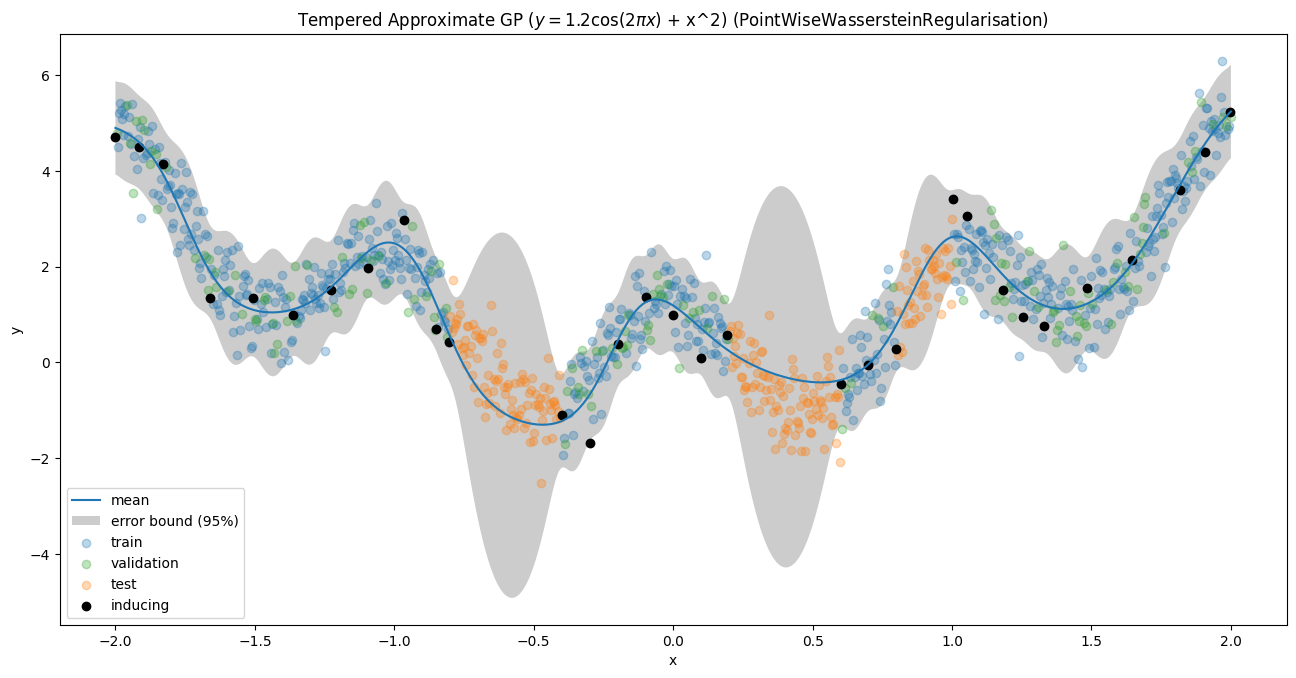 Tempered Approximate GP (y = 1.2cos(2πx) + x^2) (PointWiseWassersteinRegularisation)
y
6
4
2
0
−2
−4
mean
error bound (95%)
train
validation
test
inducing
−2.0 −1.5 −1.0 −0.5 0.0 0.5 1.0 1.5 2.0
x